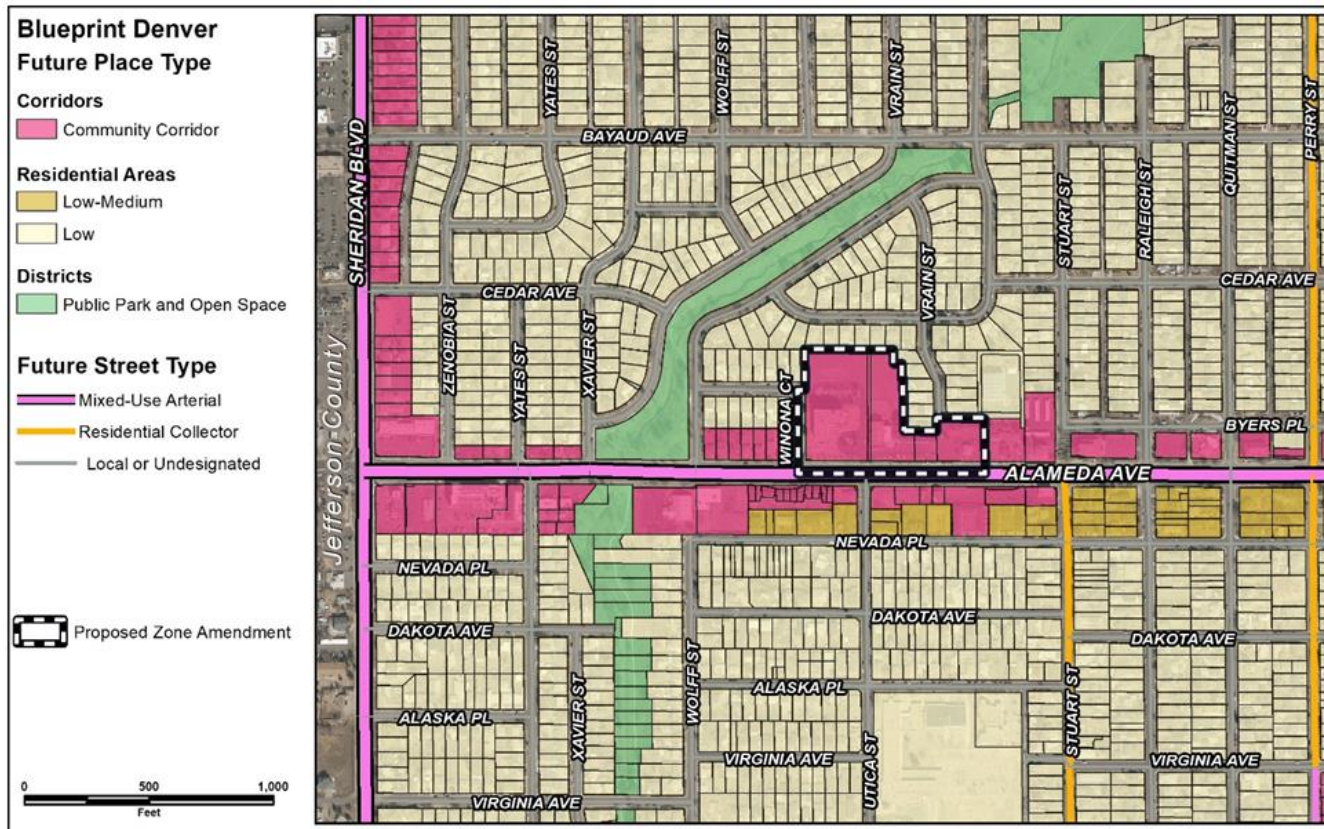 Blueprint Denver
Future Place Type
Corridors
Community Corridor
Residential Areas
Low-Medium
Low
Districts
Public Park and Open Space
Future Street Type
Mixed-Use Arterial
Residential Collector
Local or Undesignated
Proposed Zone Amendment
0 500 1,000
Feet
Jefferson-County
SHERIDAN BLVD
YATES ST
WOLFF ST
VRAIN ST
BAYAUD AVE
STUART ST
RALEIGH ST
QUITMAN ST
PERRY ST
CEDAR AVE
VRAIN ST
CEDAR AVE
ZENOBIA ST
YATES ST
XAVIER ST
WINONA CT
BYERS PL
ALAMEDA AVE
NEVADA PL
NEVADA PL
DAKOTA AVE
DAKOTA AVE
DAKOTA AVE
XAVIER ST
WOLFF ST
ALASKA PL
ALASKA PL
STUART ST
UTICA ST
VIRGINIA AVE
VIRGINIA AVE
VIRGINIA AVE